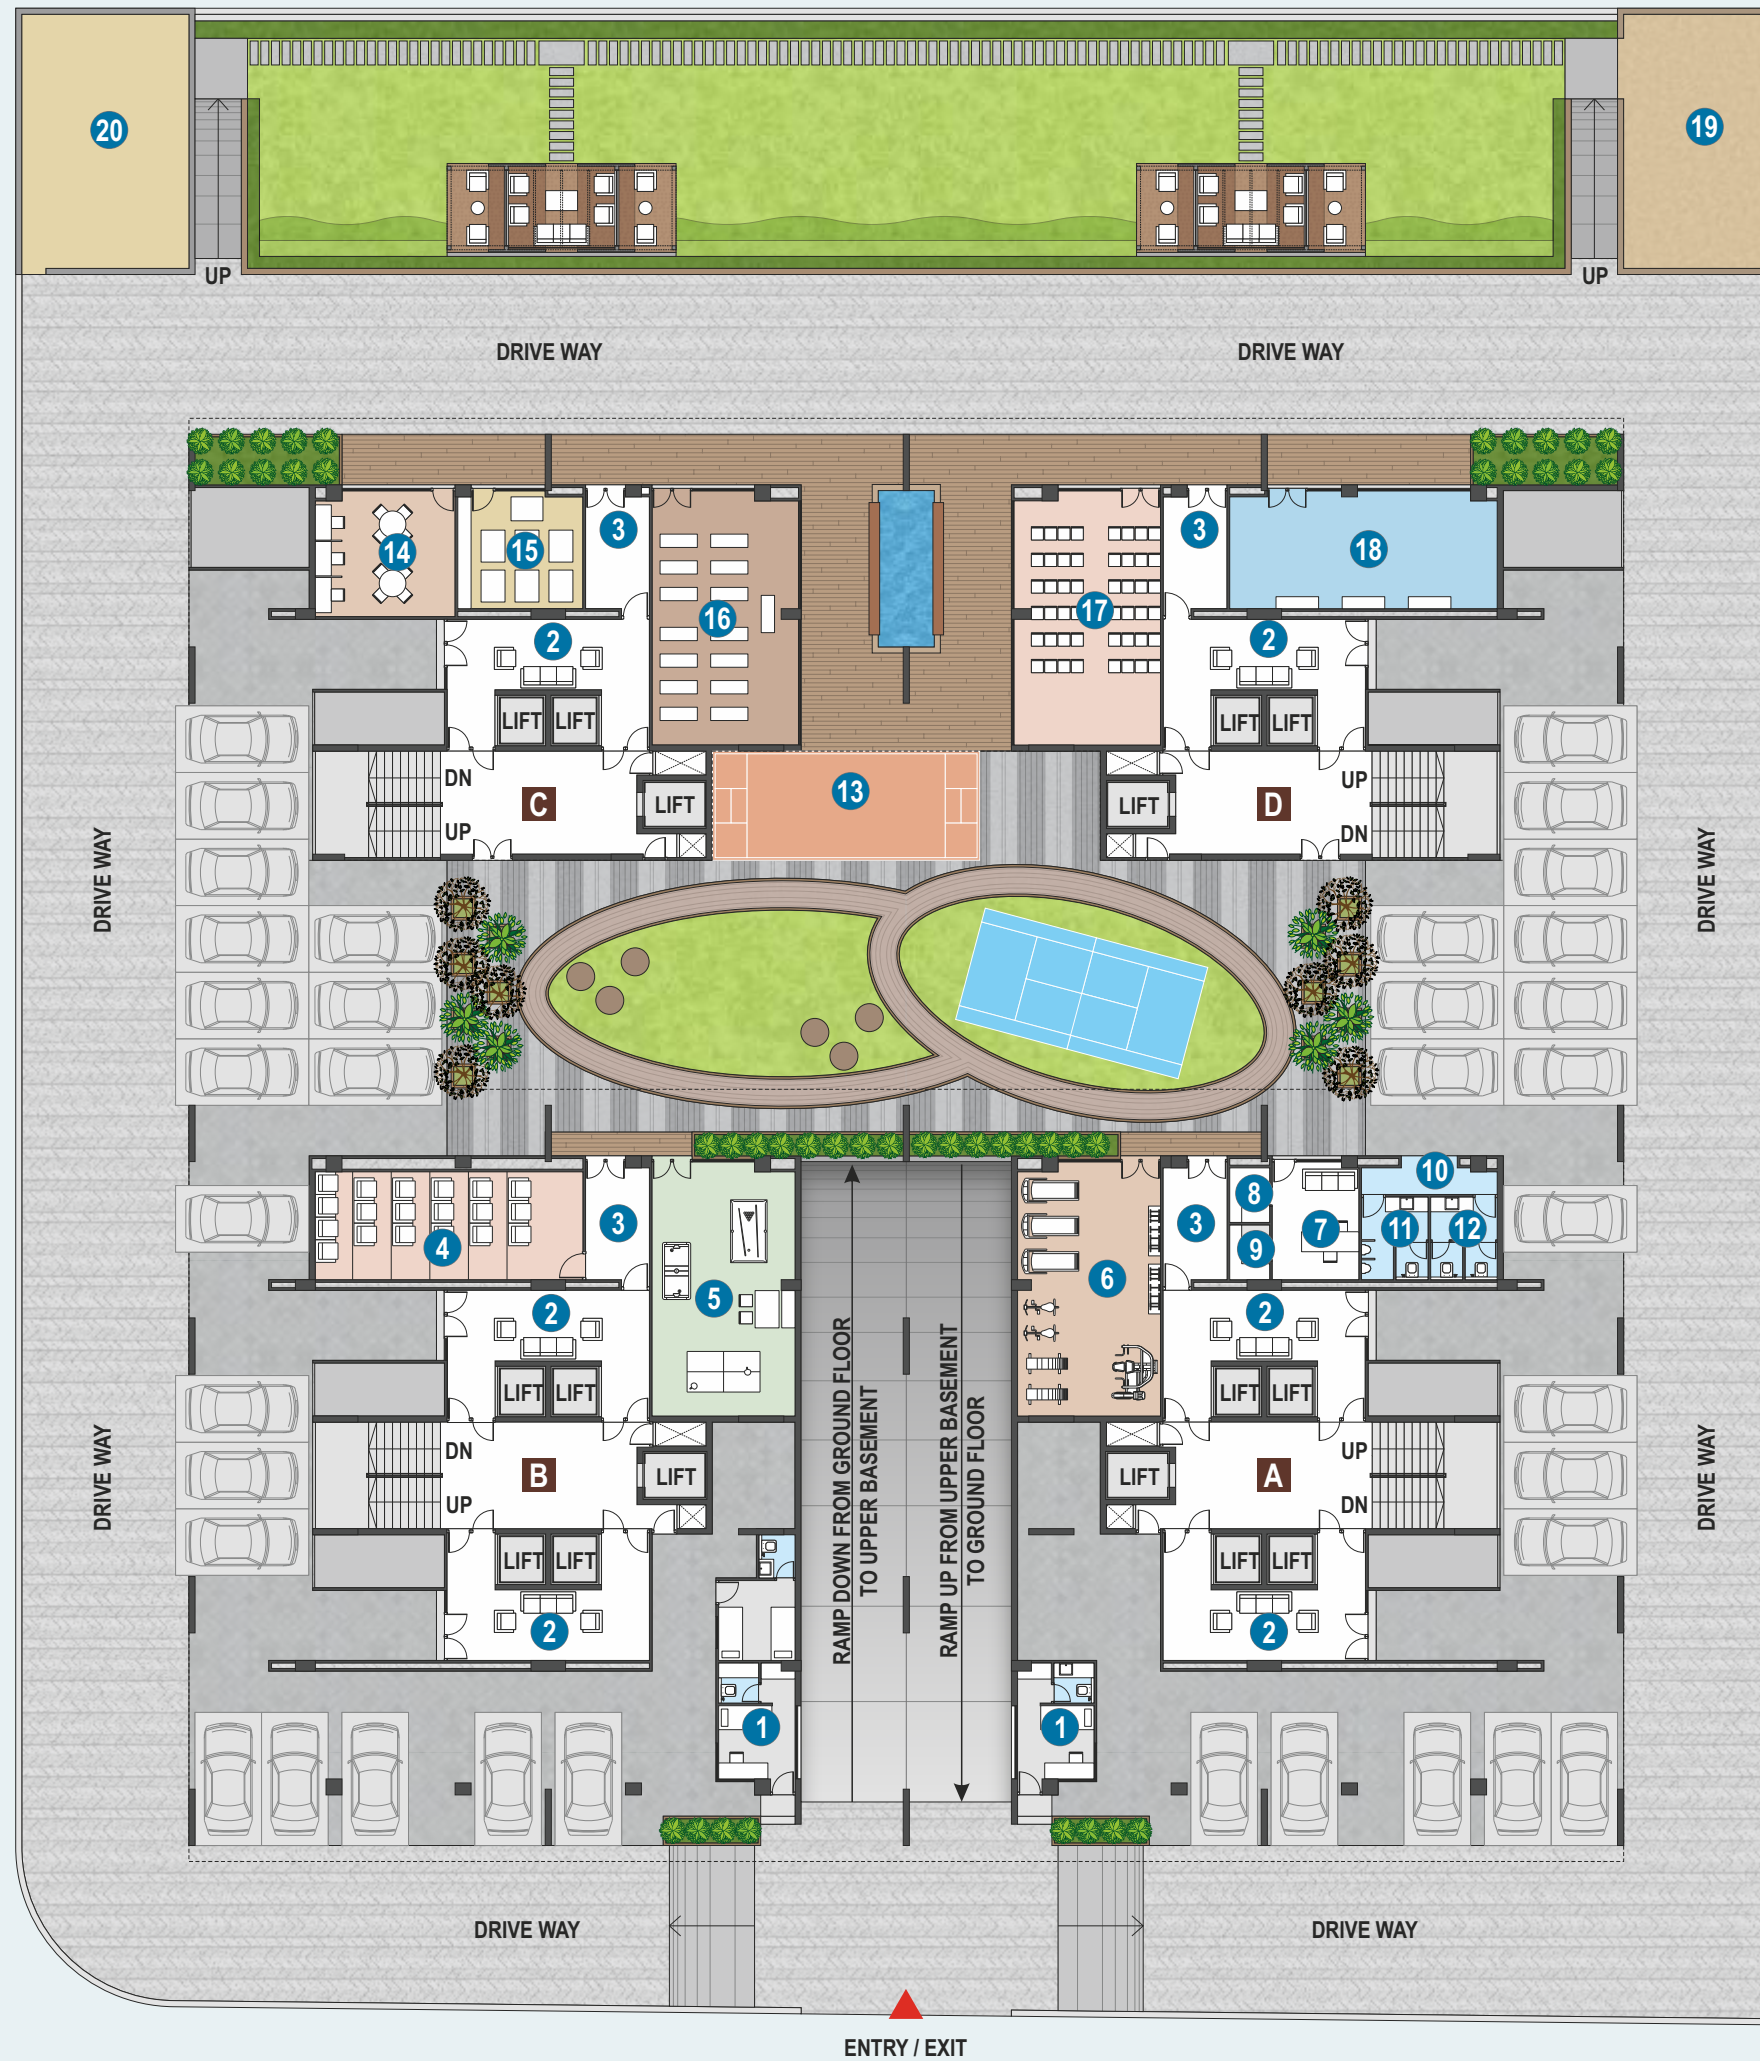 20
19
UP
UP
DRIVE WAY
DRIVE WAY
14
15
3
16
17
3
18
2
2
LIFT
LIFT
LIFT
LIFT
DN
C
UP
LIFT
13
LIFT
D
UP
DN
DRIVE WAY
DRIVE WAY
4
3
5
6
3
8
9
7
10
11
12
2
2
LIFT
LIFT
LIFT
LIFT
DN
B
UP
LIFT
RAMP DOWN FROM GROUND FLOOR
TO UPPER BASEMENT
RAMP UP FROM UPPER BASEMENT
TO GROUND FLOOR
LIFT
A
UP
DN
DRIVE WAY
DRIVE WAY
LIFT
LIFT
LIFT
LIFT
2
2
1
1
DRIVE WAY
DRIVE WAY
ENTRY / EXIT